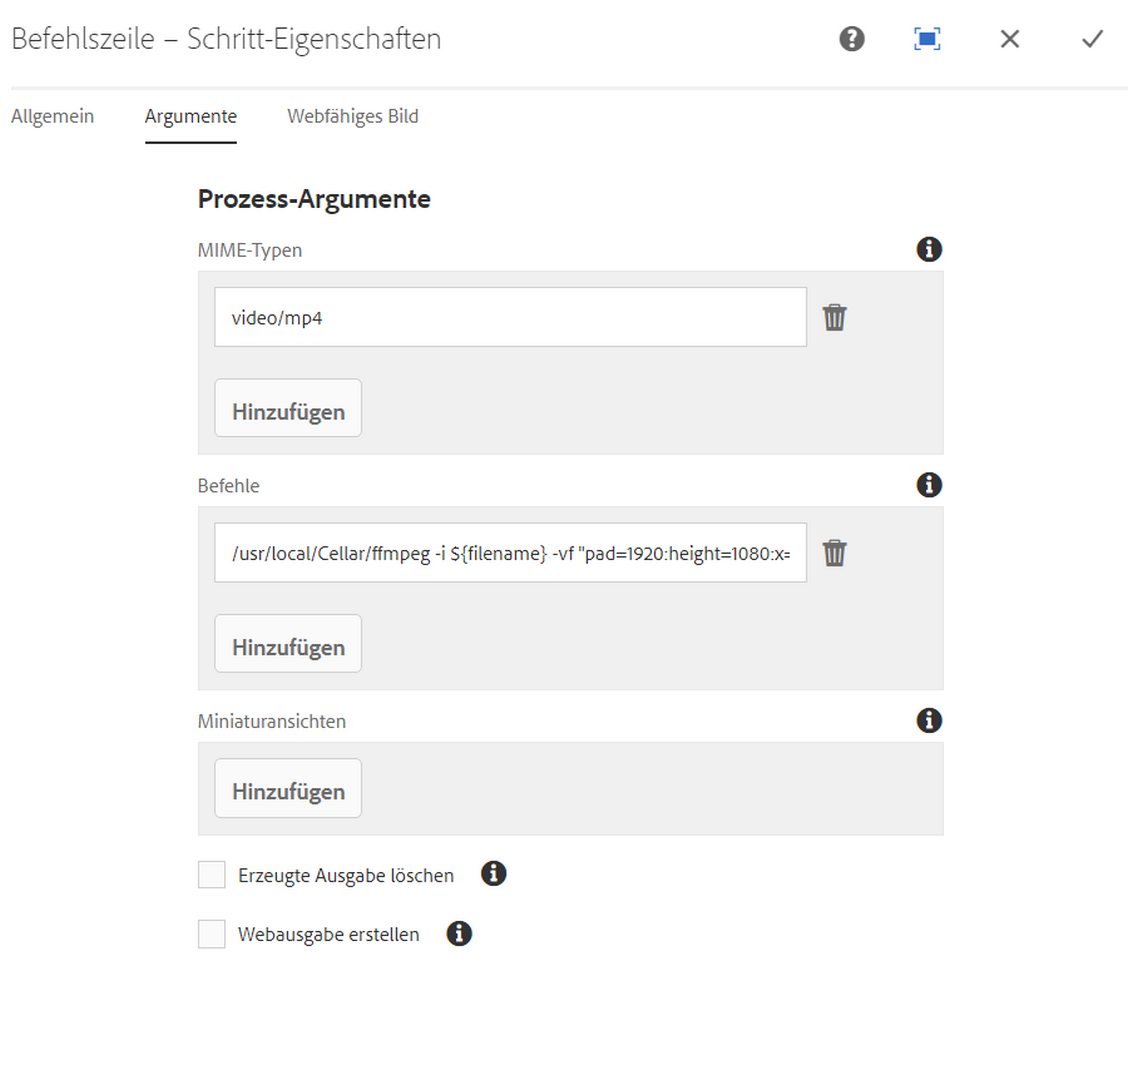 Befehlszeile – Schritt-Eigenschaften
Allgemein Argumente Webfähiges Bild
Prozess-Argumente
MIME-Typen
video/mp4
Hinzufügen
Befehle
/usr/local/Cellar/ffmpeg -i ${filename} -vf "pad=1920:height=1080:x=
Hinzufügen
Miniaturansichten
Hinzufügen
Erzeugte Ausgabe löschen
Webausgabe erstellen